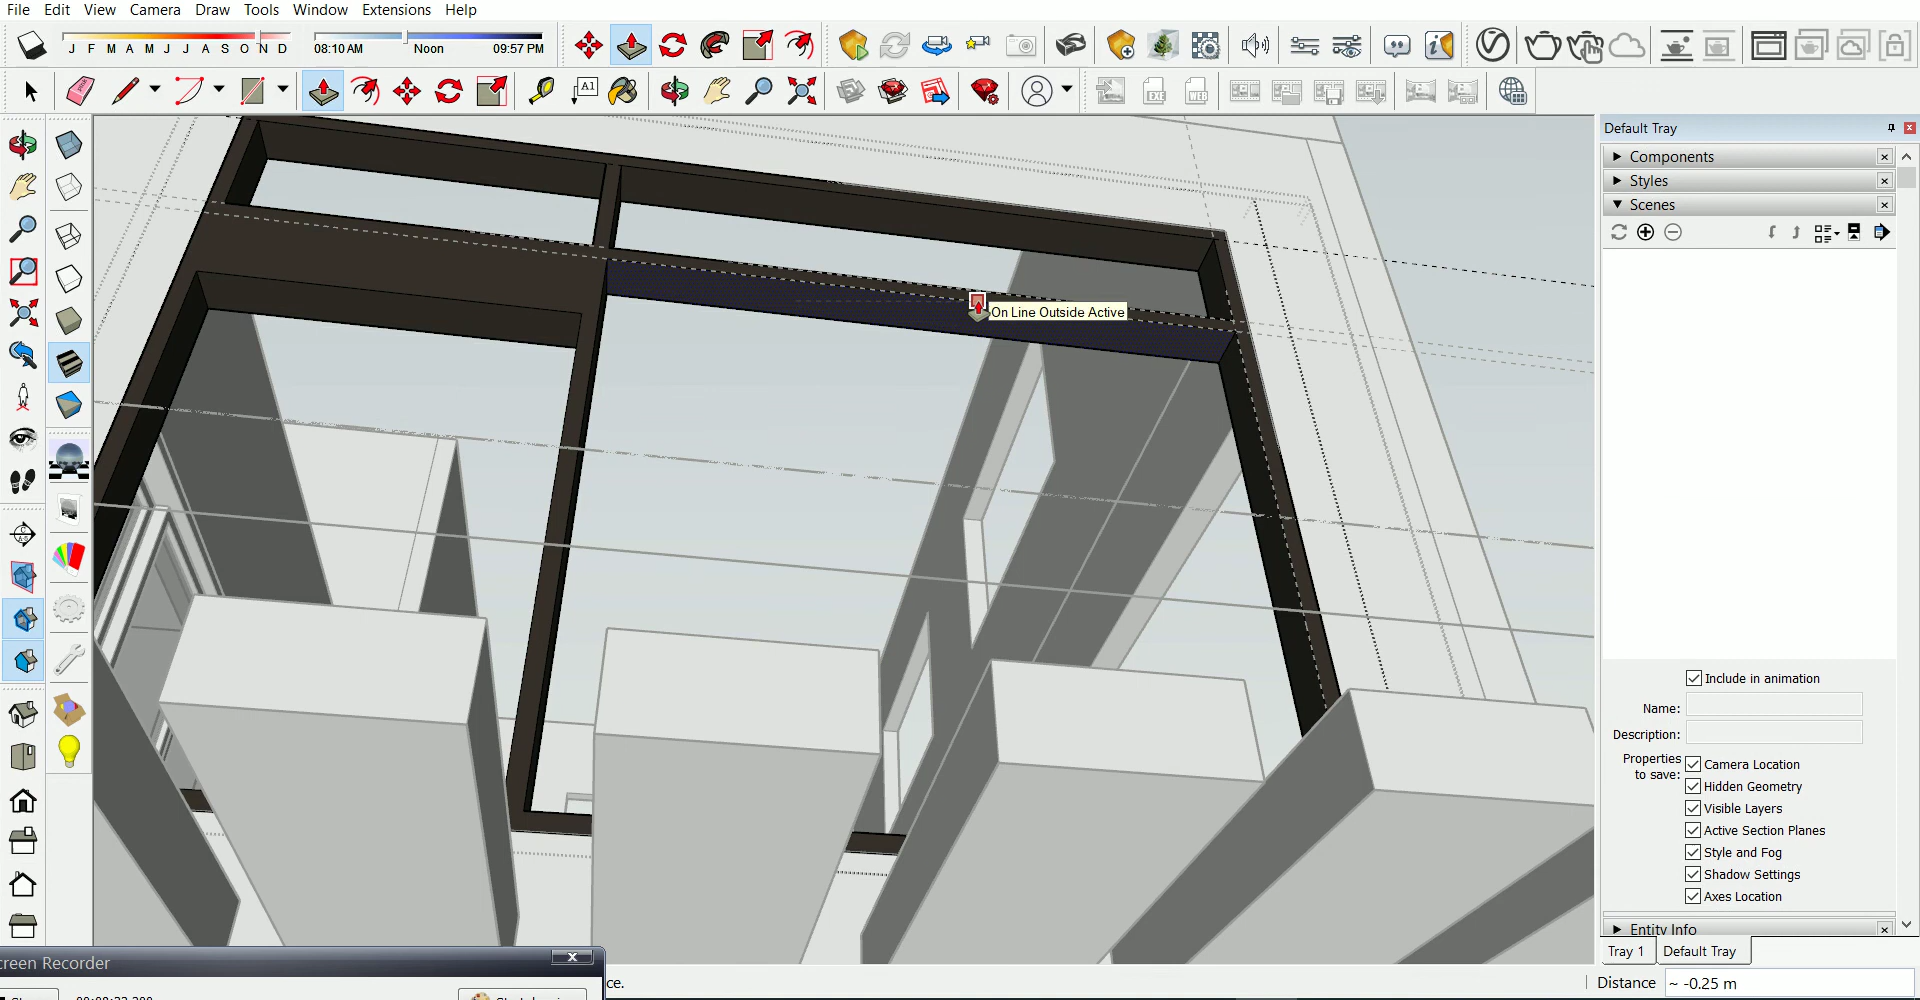 File Edit View Camera Draw Tools Window Extensions Help
J F M A M J J A S O N D
08:10 AM Noon 09:57 PM
A1
EXE
WEB
Default Tray
Components
Styles
Scenes
On Line Outside Active
Include in animation
Name:
Description:
Properties
to save:
Camera Location
Hidden Geometry
Visible Layers
Active Section Planes
Style and Fog
Shadow Settings
Axes Location
Entity Info
Tray 1 Default Tray
creen Recorder
ce.
Distance ~ -0.25 m